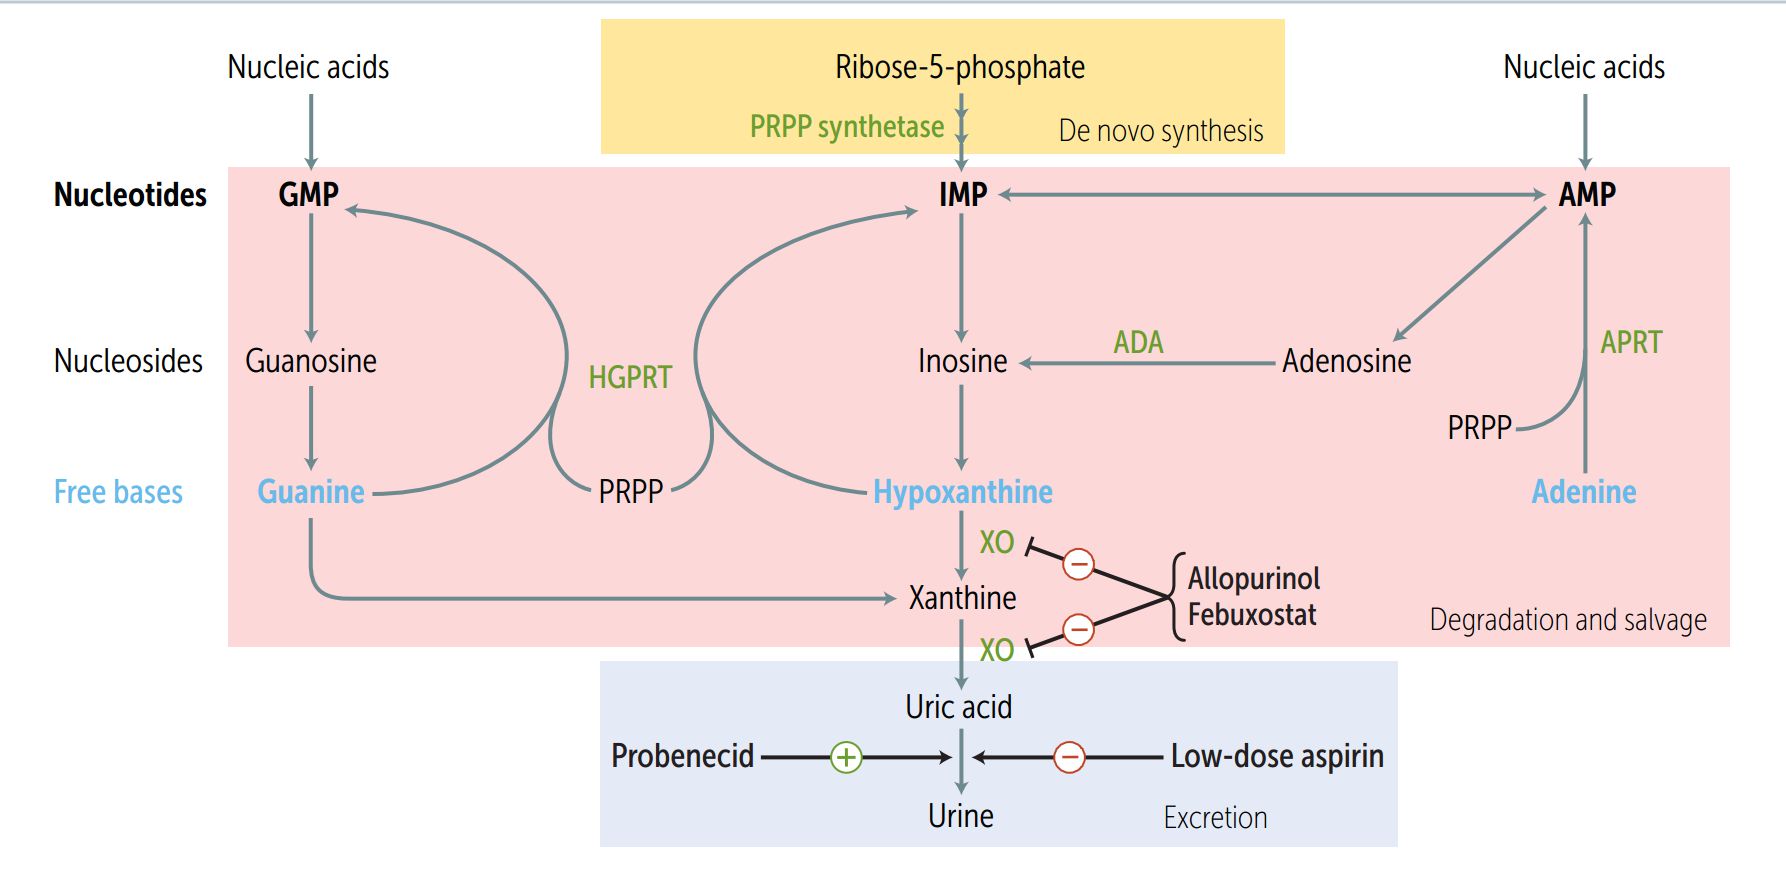 Nucleic acids
Ribose-5-phosphate
Nucleic acids
PRPP synthetase
De novo synthesis
Nucleotides
GMP
IMP
AMP
Nucleosides
Guanosine
HGPRT
Inosine
ADA
Adenosine
APRT
PRPP
Free bases
Guanine
PRPP
Hypoxanthine
Adenine
XO
−
Allopurinol
Febuxostat
Xanthine
−
XO
Degradation and salvage
Uric acid
Probenecid
+
−
Low-dose aspirin
Urine
Excretion